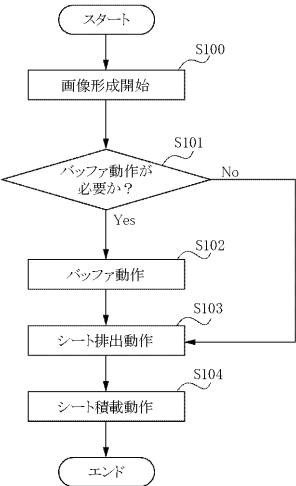 スタート
S100
画像形成開始
S101
バッファ動作が
必要か？
No
Yes
S102
バッファ動作
S103
シート排出動作
S104
シート積載動作
エンド